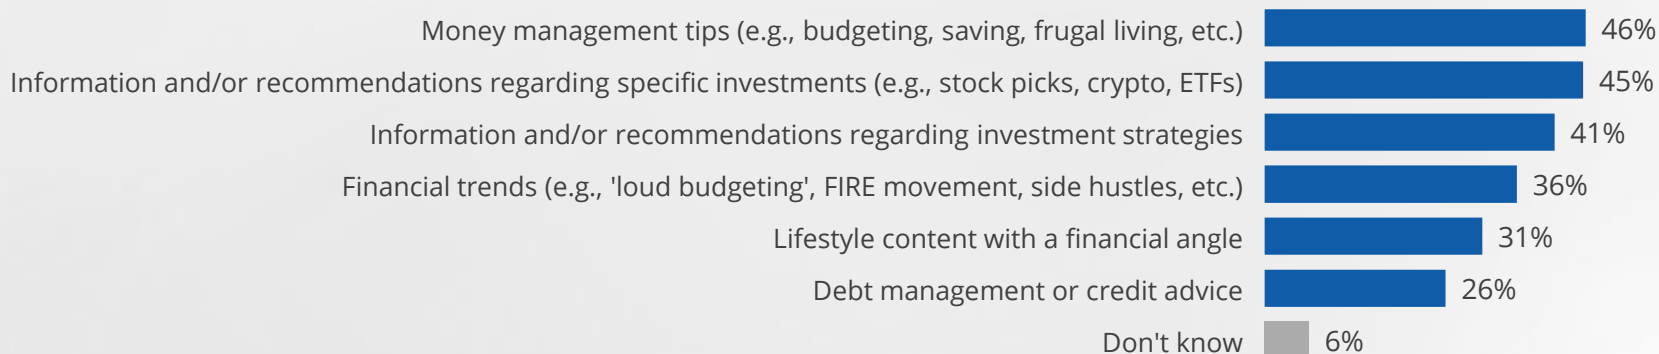 Money management tips (e.g., budgeting, saving, frugal living, etc.) 46%
Information and/or recommendations regarding specific investments (e.g., stock picks, crypto, ETFs) 45%
Information and/or recommendations regarding investment strategies 41%
Financial trends (e.g., 'loud budgeting', FIRE movement, side hustles, etc.) 36%
Lifestyle content with a financial angle 31%
Debt management or credit advice 26%
Don't know 6%